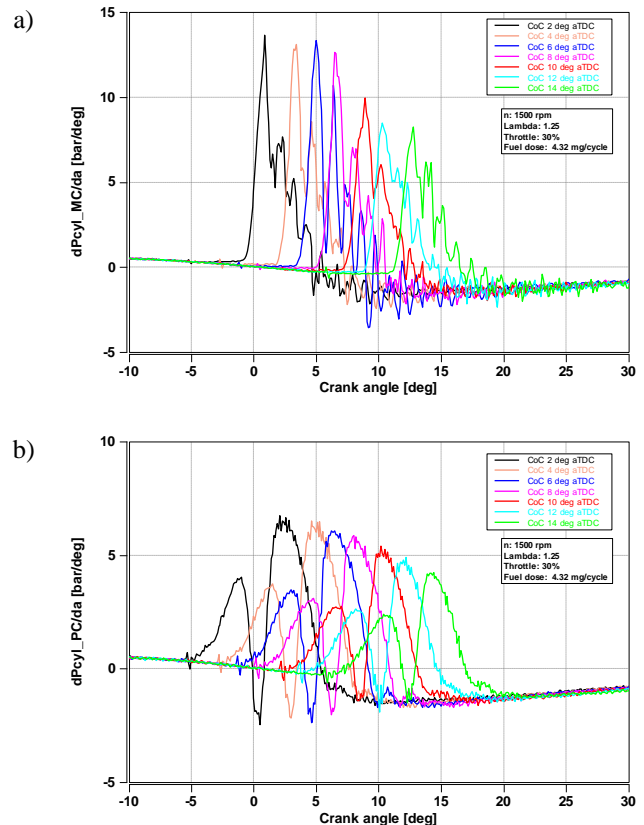 a)
15
10
5
0
-5
dPcyl_MC/da [bar/deg]
CoC 2 deg aTDC
CoC 4 deg aTDC
CoC 6 deg aTDC
CoC 8 deg aTDC
CoC 10 deg aTDC
CoC 12 deg aTDC
CoC 14 deg aTDC
n: 1500 rpm
Lambda: 1.25
Throttle: 30%
Fuel dose: 4.32 mg/cycle
-10 -5 0 5 10 15 20 25 30
Crank angle [deg]
b)
10
5
0
-5
dPcyl_PC/da [bar/deg]
CoC 2 deg aTDC
CoC 4 deg aTDC
CoC 6 deg aTDC
CoC 8 deg aTDC
CoC 10 deg aTDC
CoC 12 deg aTDC
CoC 14 deg aTDC
n: 1500 rpm
Lambda: 1.25
Throttle: 30%
Fuel dose: 4.32 mg/cycle
-10 -5 0 5 10 15 20 25 30
Crank angle [deg]